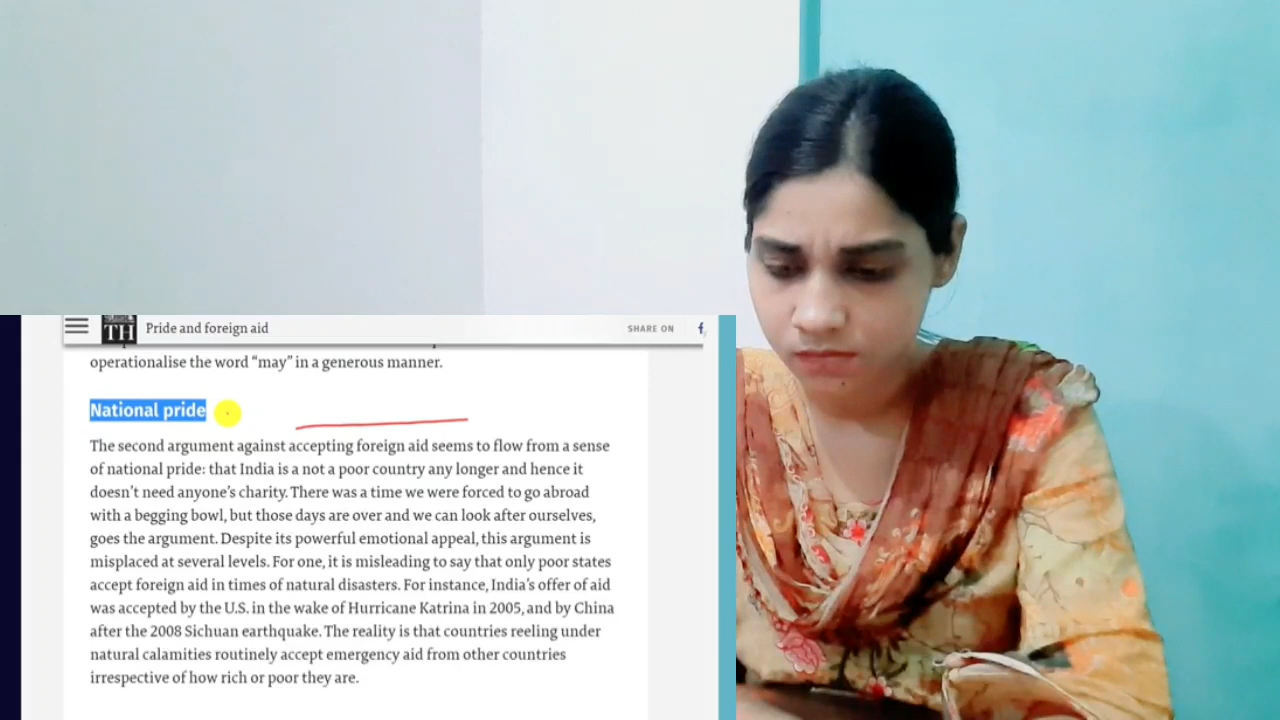 TH Pride and foreign aid SHARE ON f
operationalise the word “may” in a generous manner.
National pride
The second argument against accepting foreign aid seems to flow from a sense
of national pride: that India is a not a poor country any longer and hence it
doesn’t need anyone’s charity. There was a time we were forced to go abroad
with a begging bowl, but those days are over and we can look after ourselves,
goes the argument. Despite its powerful emotional appeal, this argument is
misplaced at several levels. For one, it is misleading to say that only poor states
accept foreign aid in times of natural disasters. For instance, India’s offer of aid
was accepted by the U.S. in the wake of Hurricane Katrina in 2005, and by China
after the 2008 Sichuan earthquake. The reality is that countries reeling under
natural calamities routinely accept emergency aid from other countries
irrespective of how rich or poor they are.